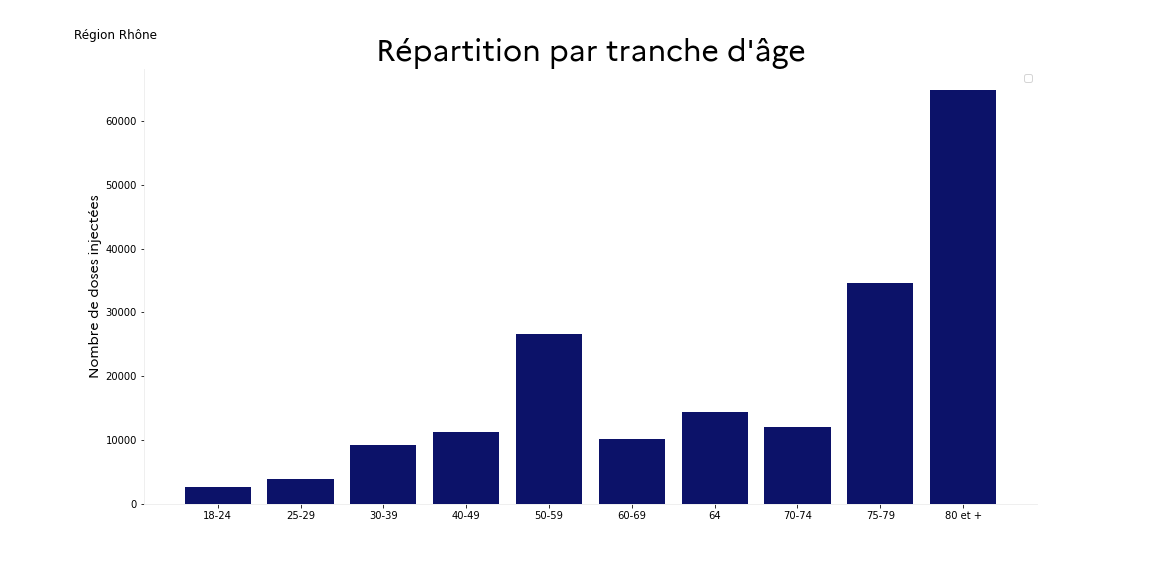 Région Rhône
Répartition par tranche d'âge
Nombre de doses injectées
60000
50000
40000
30000
20000
10000
0
18-24 25-29 30-39 40-49 50-59 60-69 64 70-74 75-79 80 et +